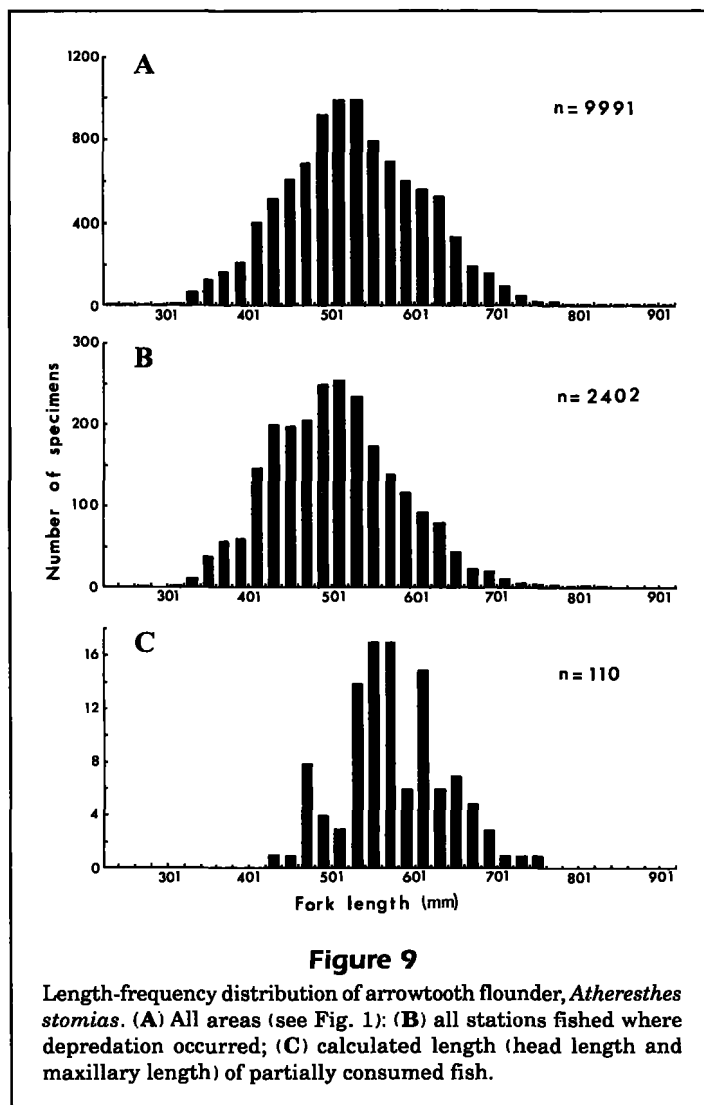 A
n = 9991
1200
800
400
0
301 401 501 601 701 801 901
B
n = 2402
300
200
100
0
301 401 501 601 701 801 901
C
n = 110
16
12
8
4
0
301 401 501 601 701 801 901
Number of specimens
Fork length (mm)
Figure 9
Length-frequency distribution of arrowtooth flounder, Atheresthes
stomias. (A) All areas (see Fig. 1): (B) all stations fished where
depredation occurred; (C) calculated length (head length and
maxillary length) of partially consumed fish.